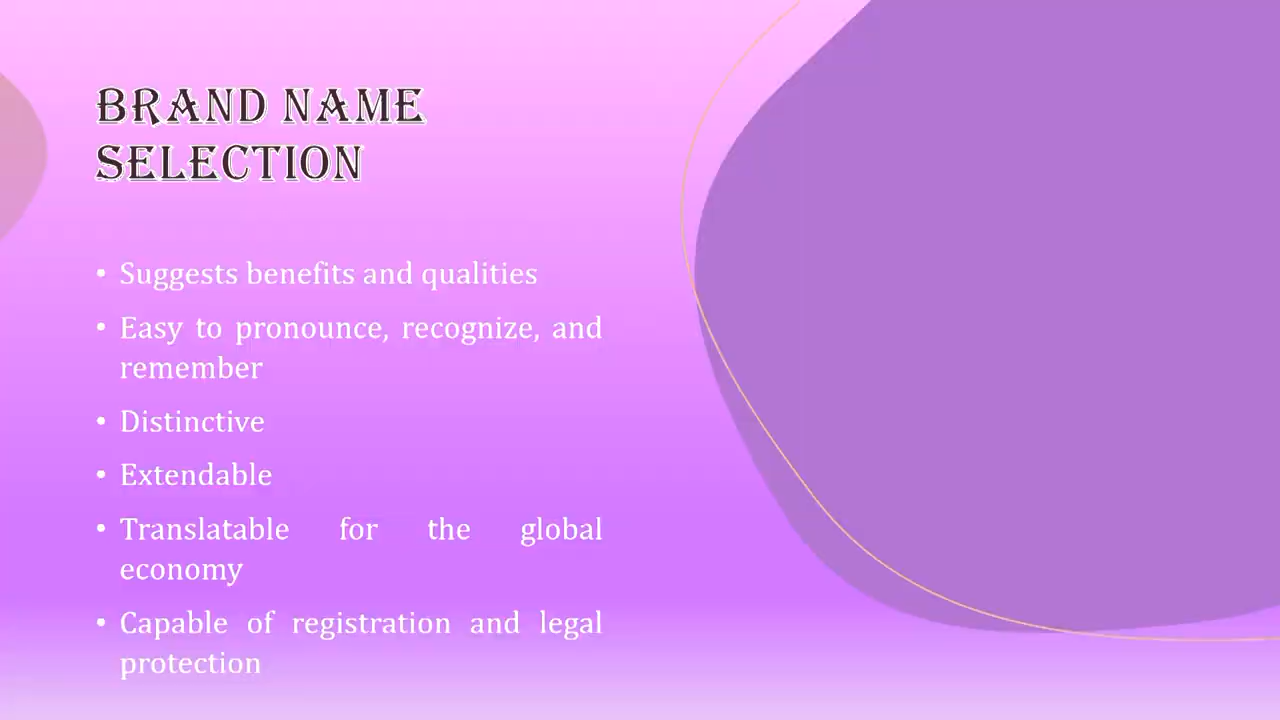 BRAND NAME
SELECTION
• Suggests benefits and qualities
• Easy to pronounce, recognize, and
remember
• Distinctive
• Extendable
• Translatable for the global
economy
• Capable of registration and legal
protection